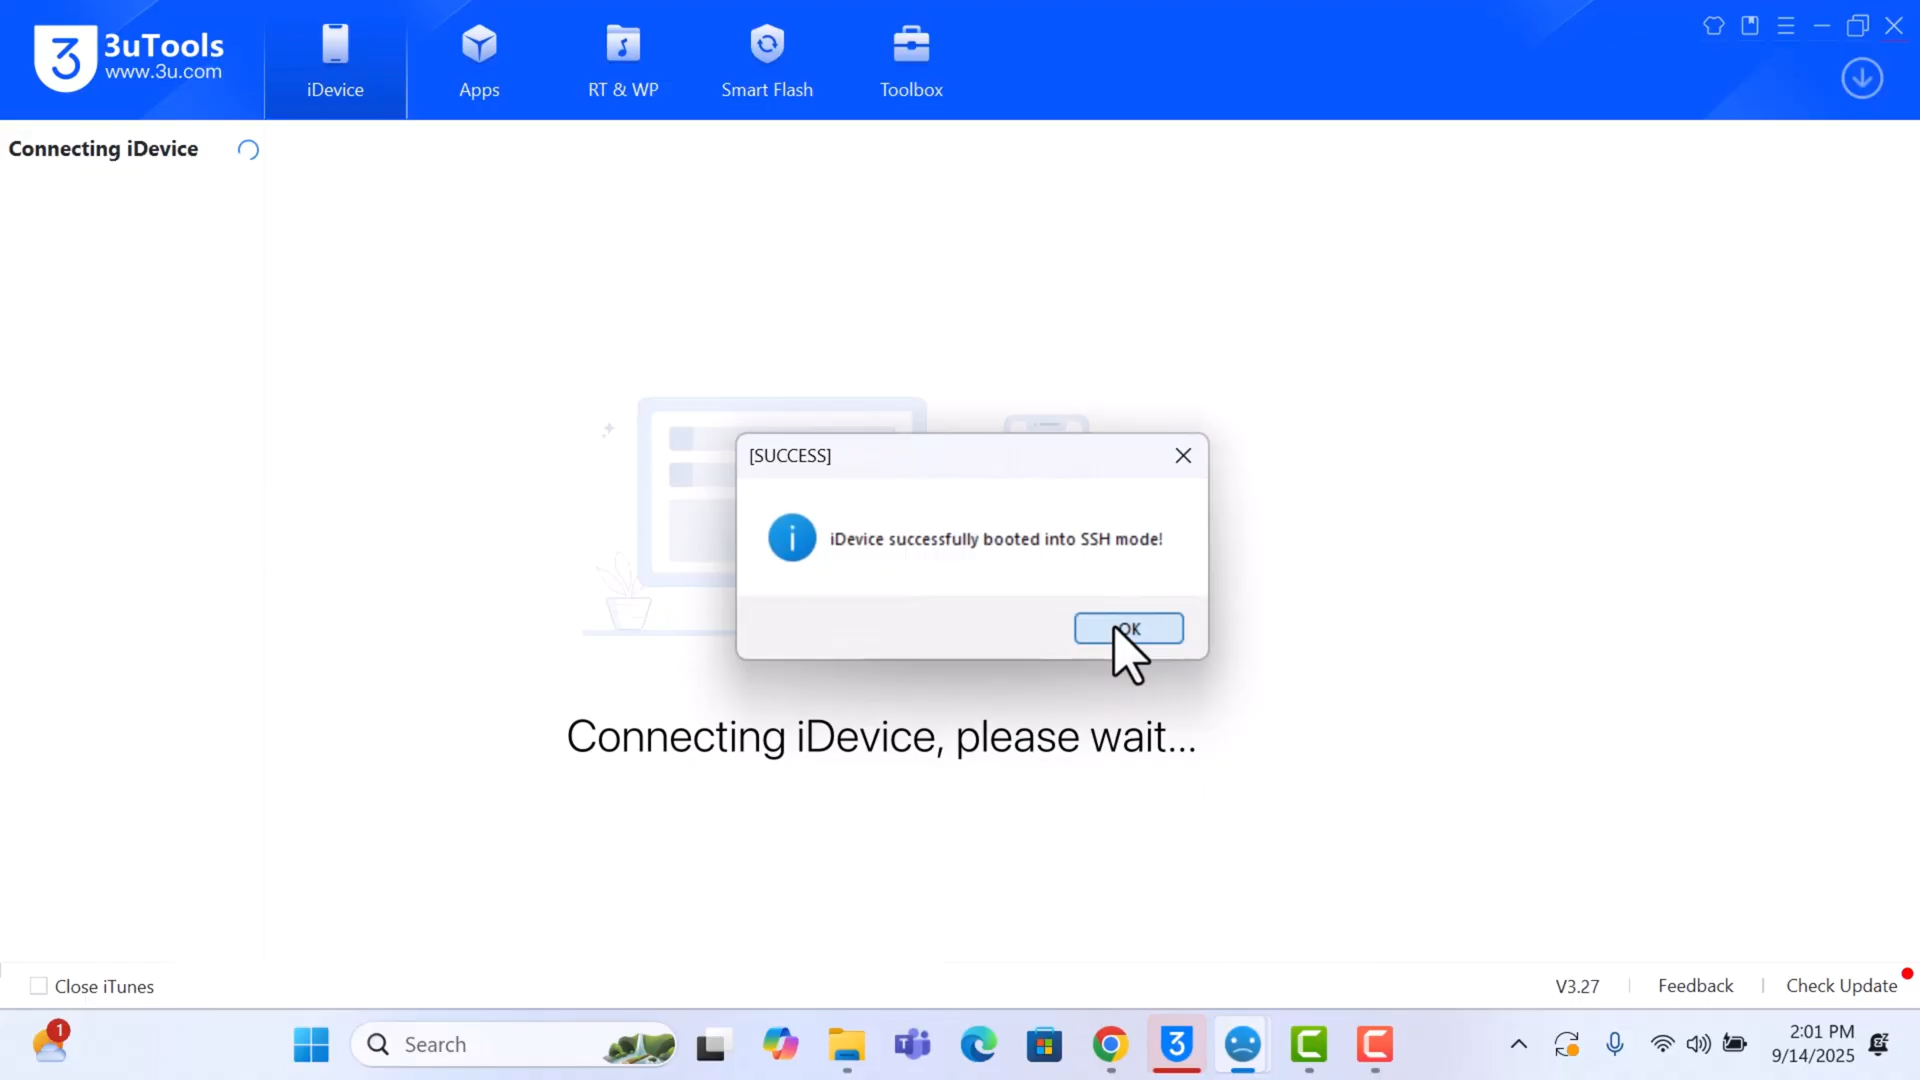 3 3uTools
www.3u.com
iDevice
Apps
RT & WP
Smart Flash
Toolbox
Connecting iDevice
[SUCCESS]
i
iDevice successfully booted into SSH mode!
OK
Connecting iDevice, please wait...
Close iTunes
V3.27
Feedback
Check Update
1
Search
T
3
C
C
2:01 PM
9/14/2025